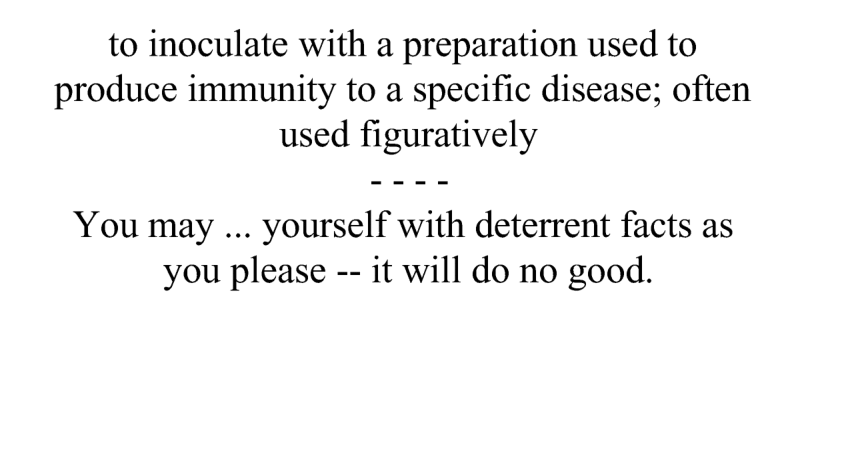 to inoculate with a preparation used to
produce immunity to a specific disease; often
used figuratively
- - - -
You may ... yourself with deterrent facts as
you please -- it will do no good.